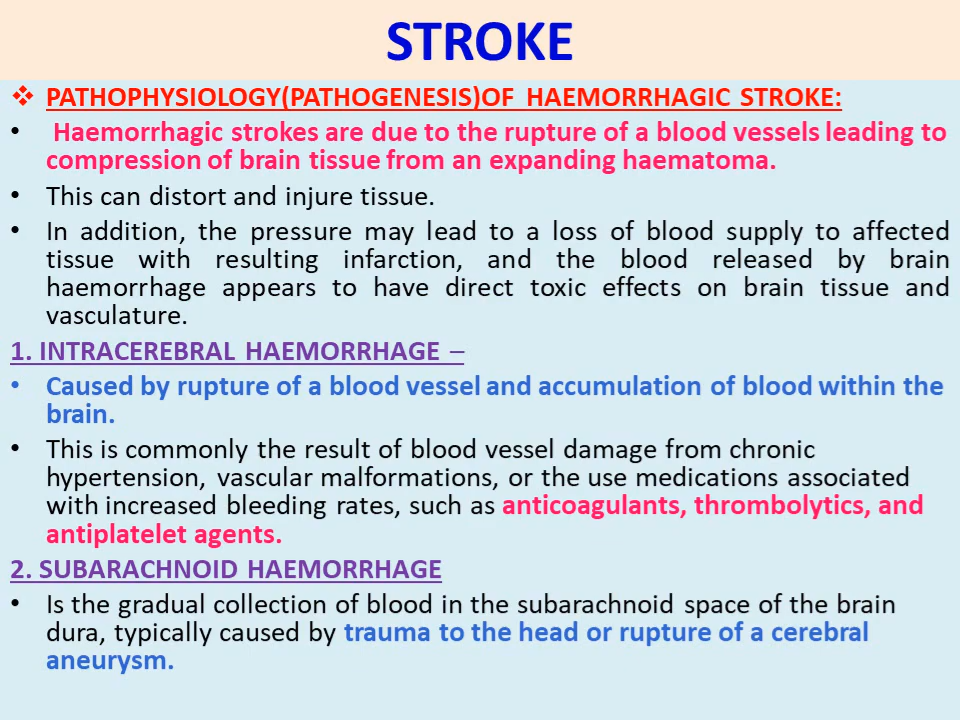 STROKE
❖ PATHOPHYSIOLOGY(PATHOGENESIS)OF HAEMORRHAGIC STROKE:
• Haemorrhagic strokes are due to the rupture of a blood vessels leading to
compression of brain tissue from an expanding haematoma.
• This can distort and injure tissue.
• In addition, the pressure may lead to a loss of blood supply to affected
tissue with resulting infarction, and the blood released by brain
haemorrhage appears to have direct toxic effects on brain tissue and
vasculature.
1. INTRACEREBRAL HAEMORRHAGE –
• Caused by rupture of a blood vessel and accumulation of blood within the
brain.
• This is commonly the result of blood vessel damage from chronic
hypertension, vascular malformations, or the use medications associated
with increased bleeding rates, such as anticoagulants, thrombolytics, and
antiplatelet agents.
2. SUBARACHNOID HAEMORRHAGE
• Is the gradual collection of blood in the subarachnoid space of the brain
dura, typically caused by trauma to the head or rupture of a cerebral
aneurysm.